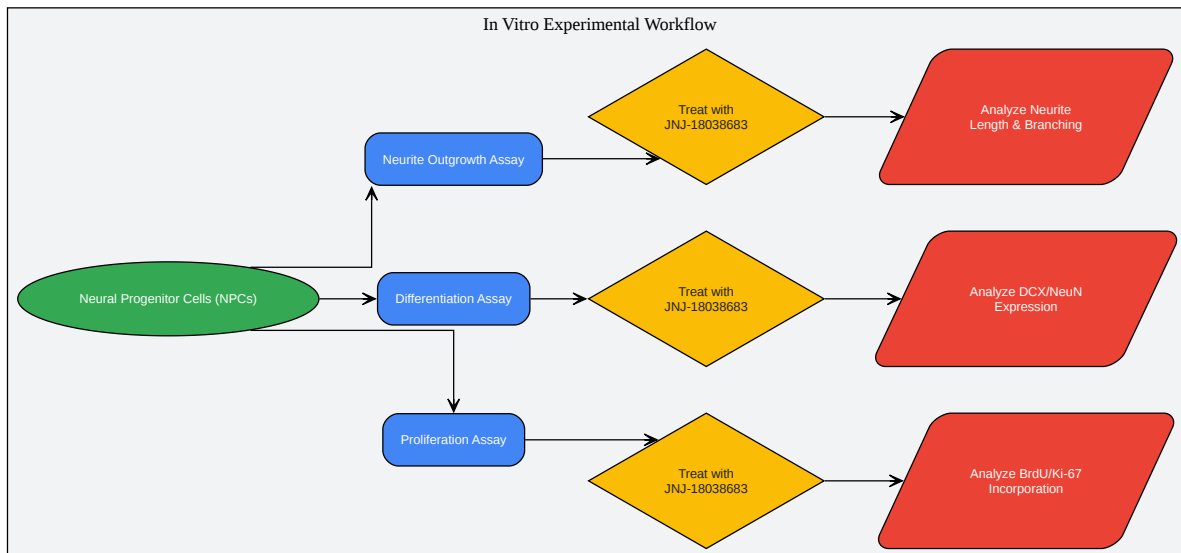 In Vitro Experimental Workflow
Treat with
JNJ-18038683
Analyze Neurite
Length & Branching
Neurite Outgrowth Assay
Neural Progenitor Cells (NPCs)
Differentiation Assay
Treat with
JNJ-18038683
Analyze DCX/NeuN
Expression
Proliferation Assay
Treat with
JNJ-18038683
Analyze BrdU/Ki-67
Incorporation